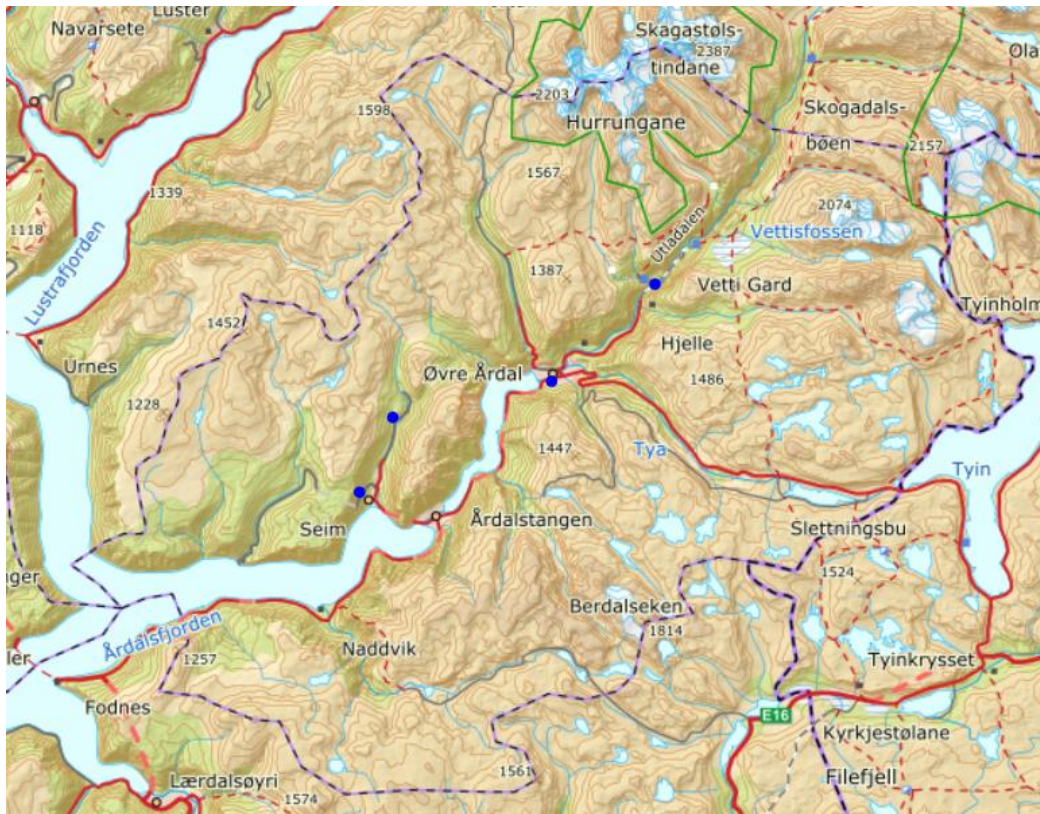 Luster
Navarsete
Skagastøls-
2387
tindane
Ola
2203
1598
Skogadals-
Hurrungane
bøen
2157
1567
1339
2074
1118
Utladalen
Vettisfossen
Lustrafjorden
1387
Vetti Gard
Tyinholm
1452
Hjelle
Urnes
Øvre Årdal
1486
1228
1447
Tya
Tyin
Seim
Årdalstangen
Slettningsbu
1524
nger
Berdalseken
1814
Årdalsfjorden
Naddvik
ler
1257
Tyinkrysset
Fodnes
E16
Kyrkjestølane
Lærdalsøyri
1561
Filefjell
1574